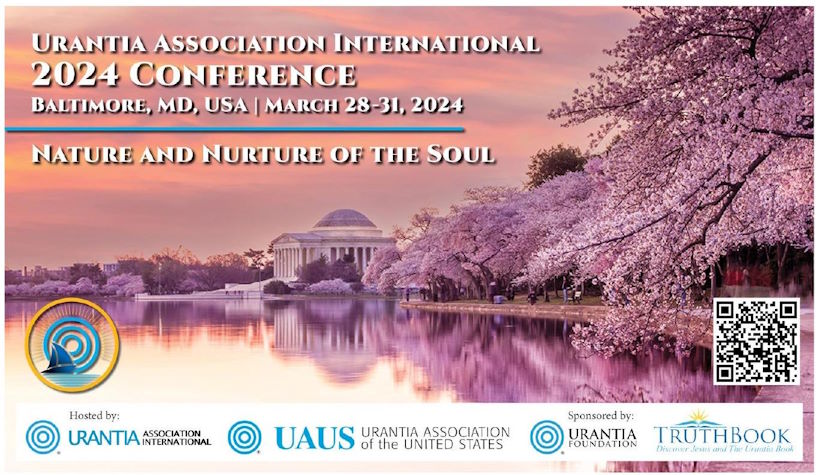 Urantia Association International
2024 Conference
Baltimore, MD, USA | March 28-31, 2024
Nature and Nurture of the Soul
Hosted by:
URANTIA ASSOCIATION INTERNATIONAL
UAUS URANTIA ASSOCIATION of the UNITED STATES
Sponsored by:
URANTIA FOUNDATION
TRUTHBOOK
Discover Jesus and The Urantia Book